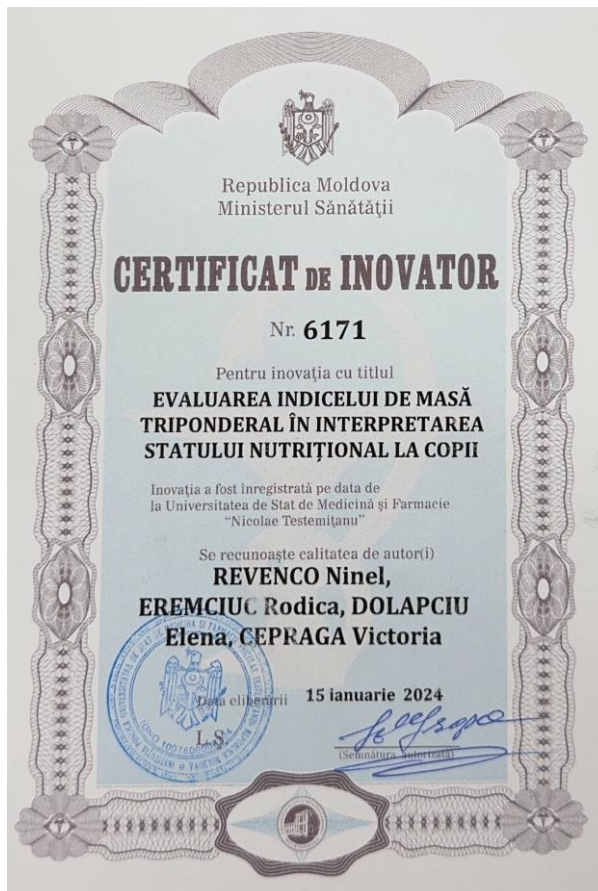 Republica Moldova
Ministerul Sănătăţii
CERTIFICAT DE INOVATOR
Nr. 6171
Pentru inovaţia cu titlul
EVALUAREA INDICELUI DE MASĂ
TRIPONDERAL ÎN INTERPRETAREA
STATULUI NUTRIȚIONAL LA COPII
Inovaţia a fost înregistrată pe data de
la Universitatea de Stat de Medicină şi Farmacie
“Nicolae Testemiţanu”
Se recunoaşte calitatea de autor(i)
REVENCO Ninel,
EREMCIUC Rodica, DOLAPCIU
Elena, CEPRAGA Victoria
Data eliberării 15 ianuarie 2024
L.Ş.
(Semnătura autorizată)